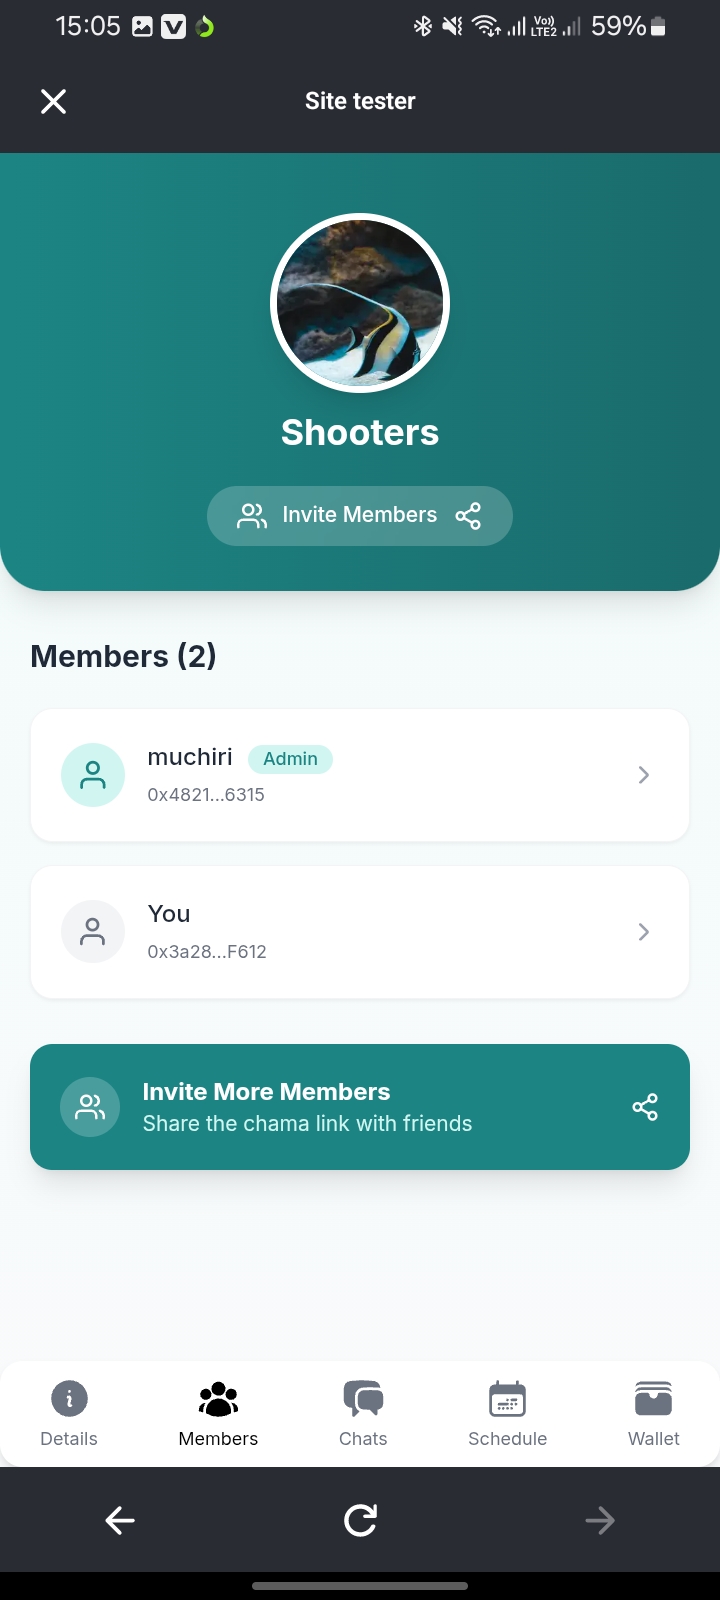 15:05
Vo))
LTE2
59%
Site tester
Shooters
Invite Members
Members (2)
muchiri Admin
0x4821...6315
You
0x3a28...F612
Invite More Members
Share the chama link with friends
Details Members Chats Schedule Wallet